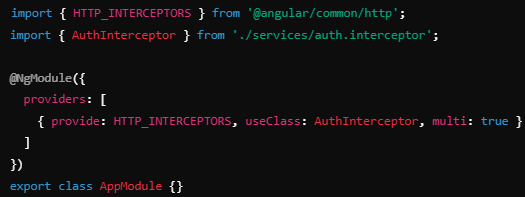 import { HTTP_INTERCEPTORS } from '@angular/common/http';
import { AuthInterceptor } from './services/auth.interceptor';

@NgModule({
  providers: [
    { provide: HTTP_INTERCEPTORS, useClass: AuthInterceptor, multi: true }
  ]
})
export class AppModule {}